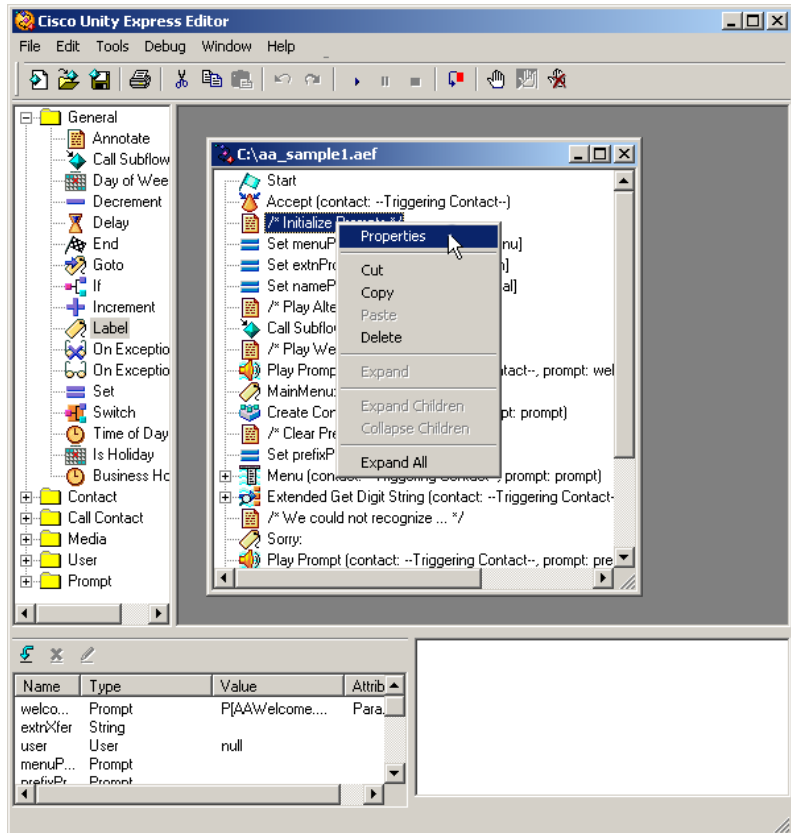 Cisco Unity Express Editor
File Edit Tools Debug Window Help
General
Annotate
Call Subflow
Day of Wee
Decrement
Delay
End
Goto
If
Increment
Label
On Exceptio
On Exceptio
Set
Switch
Time of Day
Is Holiday
Business Ho
Contact
Call Contact
Media
User
Prompt
C:\aa_sample1.aef
Start
Accept (contact: --Triggering Contact--)
/* Initialize Prompts */
Set menuP nu]
Set extnPro n]
Set nameP al]
/* Play Alte
Call Subflo
/* Play We
Play Promp ntact--, prompt: wel
MainMenu:
Create Con pt: prompt)
/* Clear Pre
Set prefixP
Menu (contact: --Triggering Contact--, prompt: prompt)
Extended Get Digit String (contact: --Triggering Contact-
/* We could not recognize ... */
Sorry:
Play Prompt (contact: --Triggering Contact--, prompt: pre
Properties
Cut
Copy
Paste
Delete
Expand
Expand Children
Collapse Children
Expand All
Name Type Value Attrib
welco... Prompt P[AAWelcome.... Para.
extnXfer String
user User null
menuP... Prompt
prefixPr Prompt